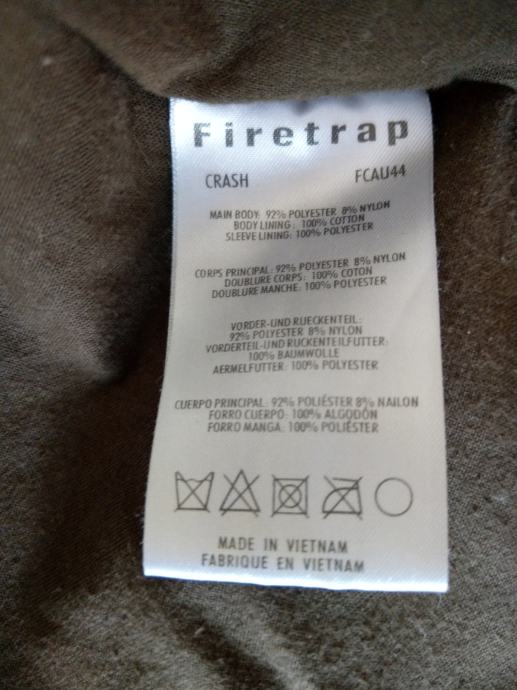 Firetrap
CRASH FCAU44
MAIN BODY: 92% POLYESTER 8% NYLON
BODY LINING: 100% COTTON
SLEEVE LINING: 100% POLYESTER
CORPS PRINCIPAL: 92% POLYESTER 8% NYLON
DOUBLURE CORPS: 100% COTON
DOUBLURE MANCHE: 100% POLYESTER
VORDER-UND RUECKENTEIL:
92% POLYESTER 8% NYLON
VORDERTEIL-UND RUCKENTEILFUTTER:
100% BAUMWOLLE
AERMELFUTTER: 100% POLYESTER
CUERPO PRINCIPAL: 92% POLIÉSTER 8% NAILON
FORRO CUERPO: 100% ALGODÓN
FORRO MANGA: 100% POLIÉSTER
MADE IN VIETNAM
FABRIQUE EN VIETNAM